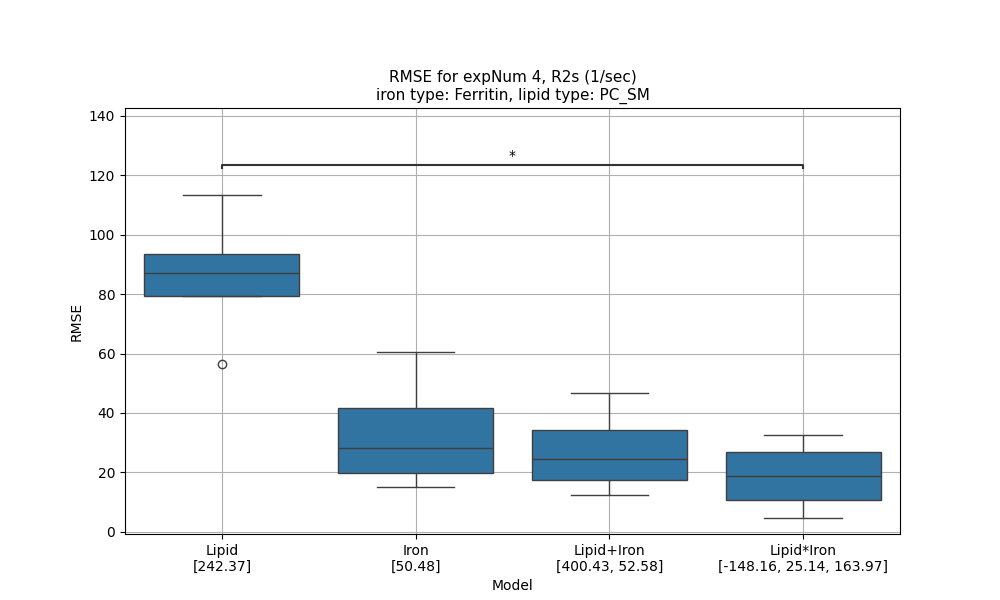 RMSE for expNum 4, R2s (1/sec)
iron type: Ferritin, lipid type: PC_SM
140
120
100
80
60
40
20
0
*
RMSE
Lipid
[242.37]
Iron
[50.48]
Lipid+Iron
[400.43, 52.58]
Lipid*Iron
[-148.16, 25.14, 163.97]
Model